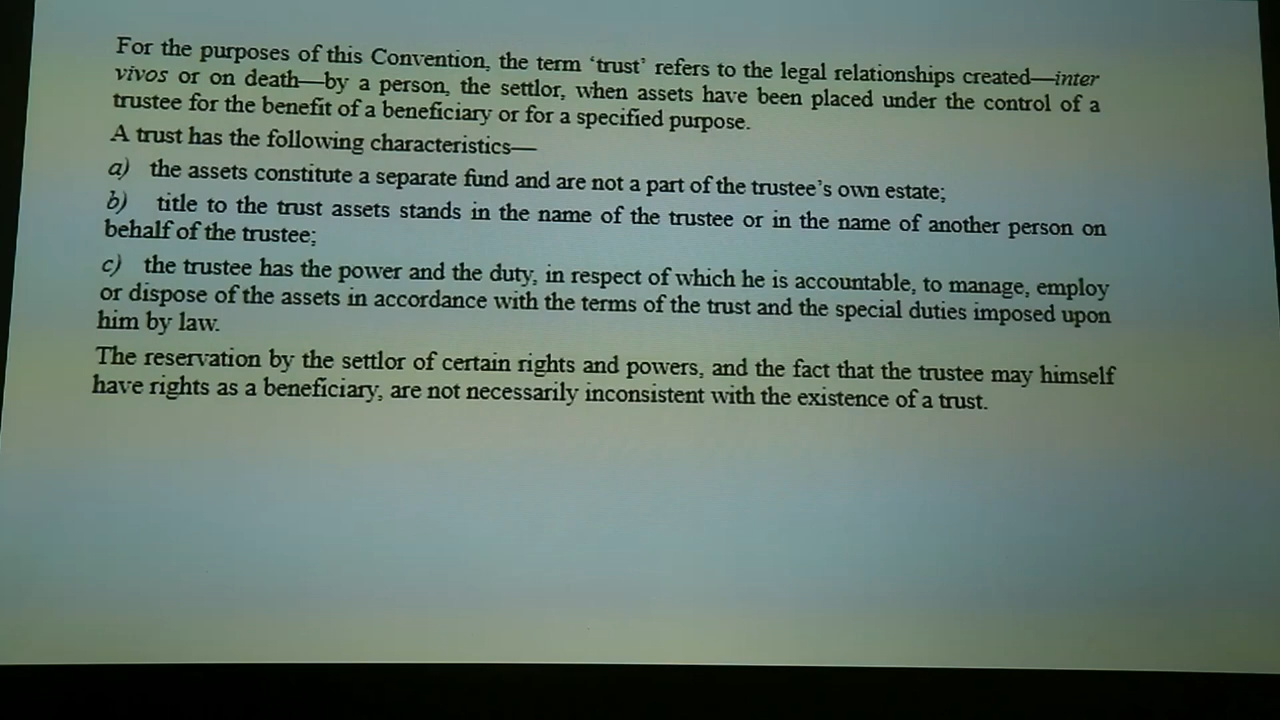 For the purposes of this Convention, the term ‘trust’ refers to the legal relationships created—inter
vivos or on death—by a person, the settlor, when assets have been placed under the control of a
trustee for the benefit of a beneficiary or for a specified purpose.
A trust has the following characteristics—
a) the assets constitute a separate fund and are not a part of the trustee’s own estate;
b) title to the trust assets stands in the name of the trustee or in the name of another person on
behalf of the trustee;
c) the trustee has the power and the duty, in respect of which he is accountable, to manage, employ
or dispose of the assets in accordance with the terms of the trust and the special duties imposed upon
him by law.
The reservation by the settlor of certain rights and powers, and the fact that the trustee may himself
have rights as a beneficiary, are not necessarily inconsistent with the existence of a trust.